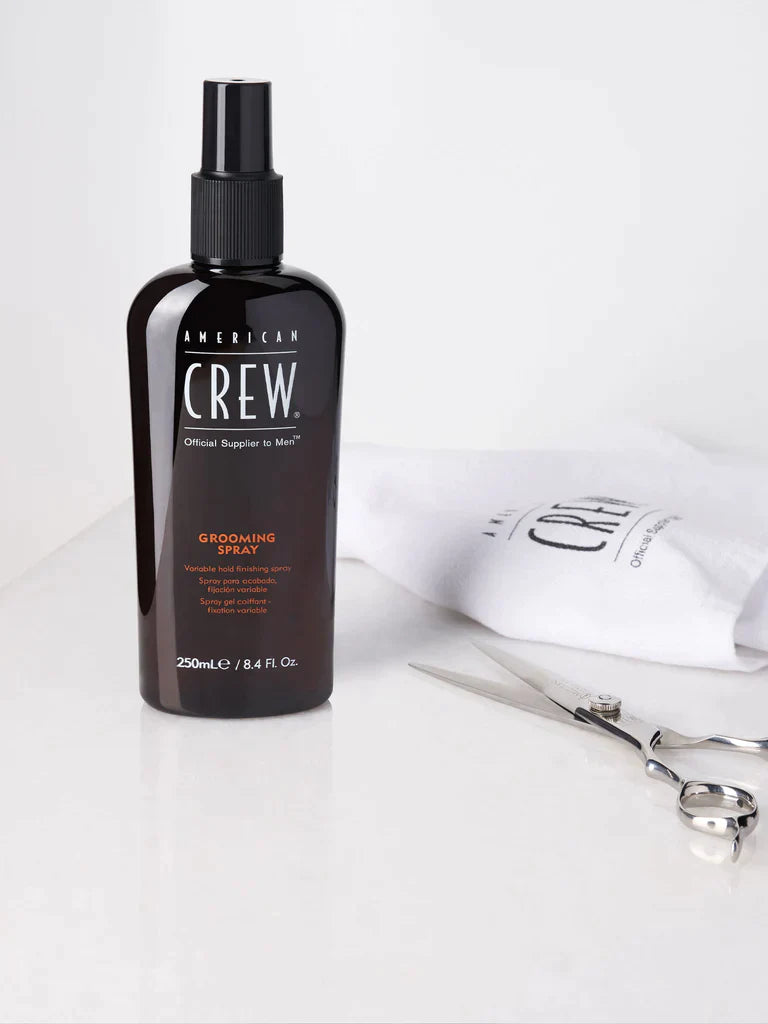 AMERICAN
CREW®
Official Supplier to Men™
GROOMING
SPRAY
Variable hold finishing spray
Spray para acabado,
fijación variable
Spray gel coiffant -
fixation variable
250mL℮ / 8.4 Fl. Oz.
CREW
Official Supplier